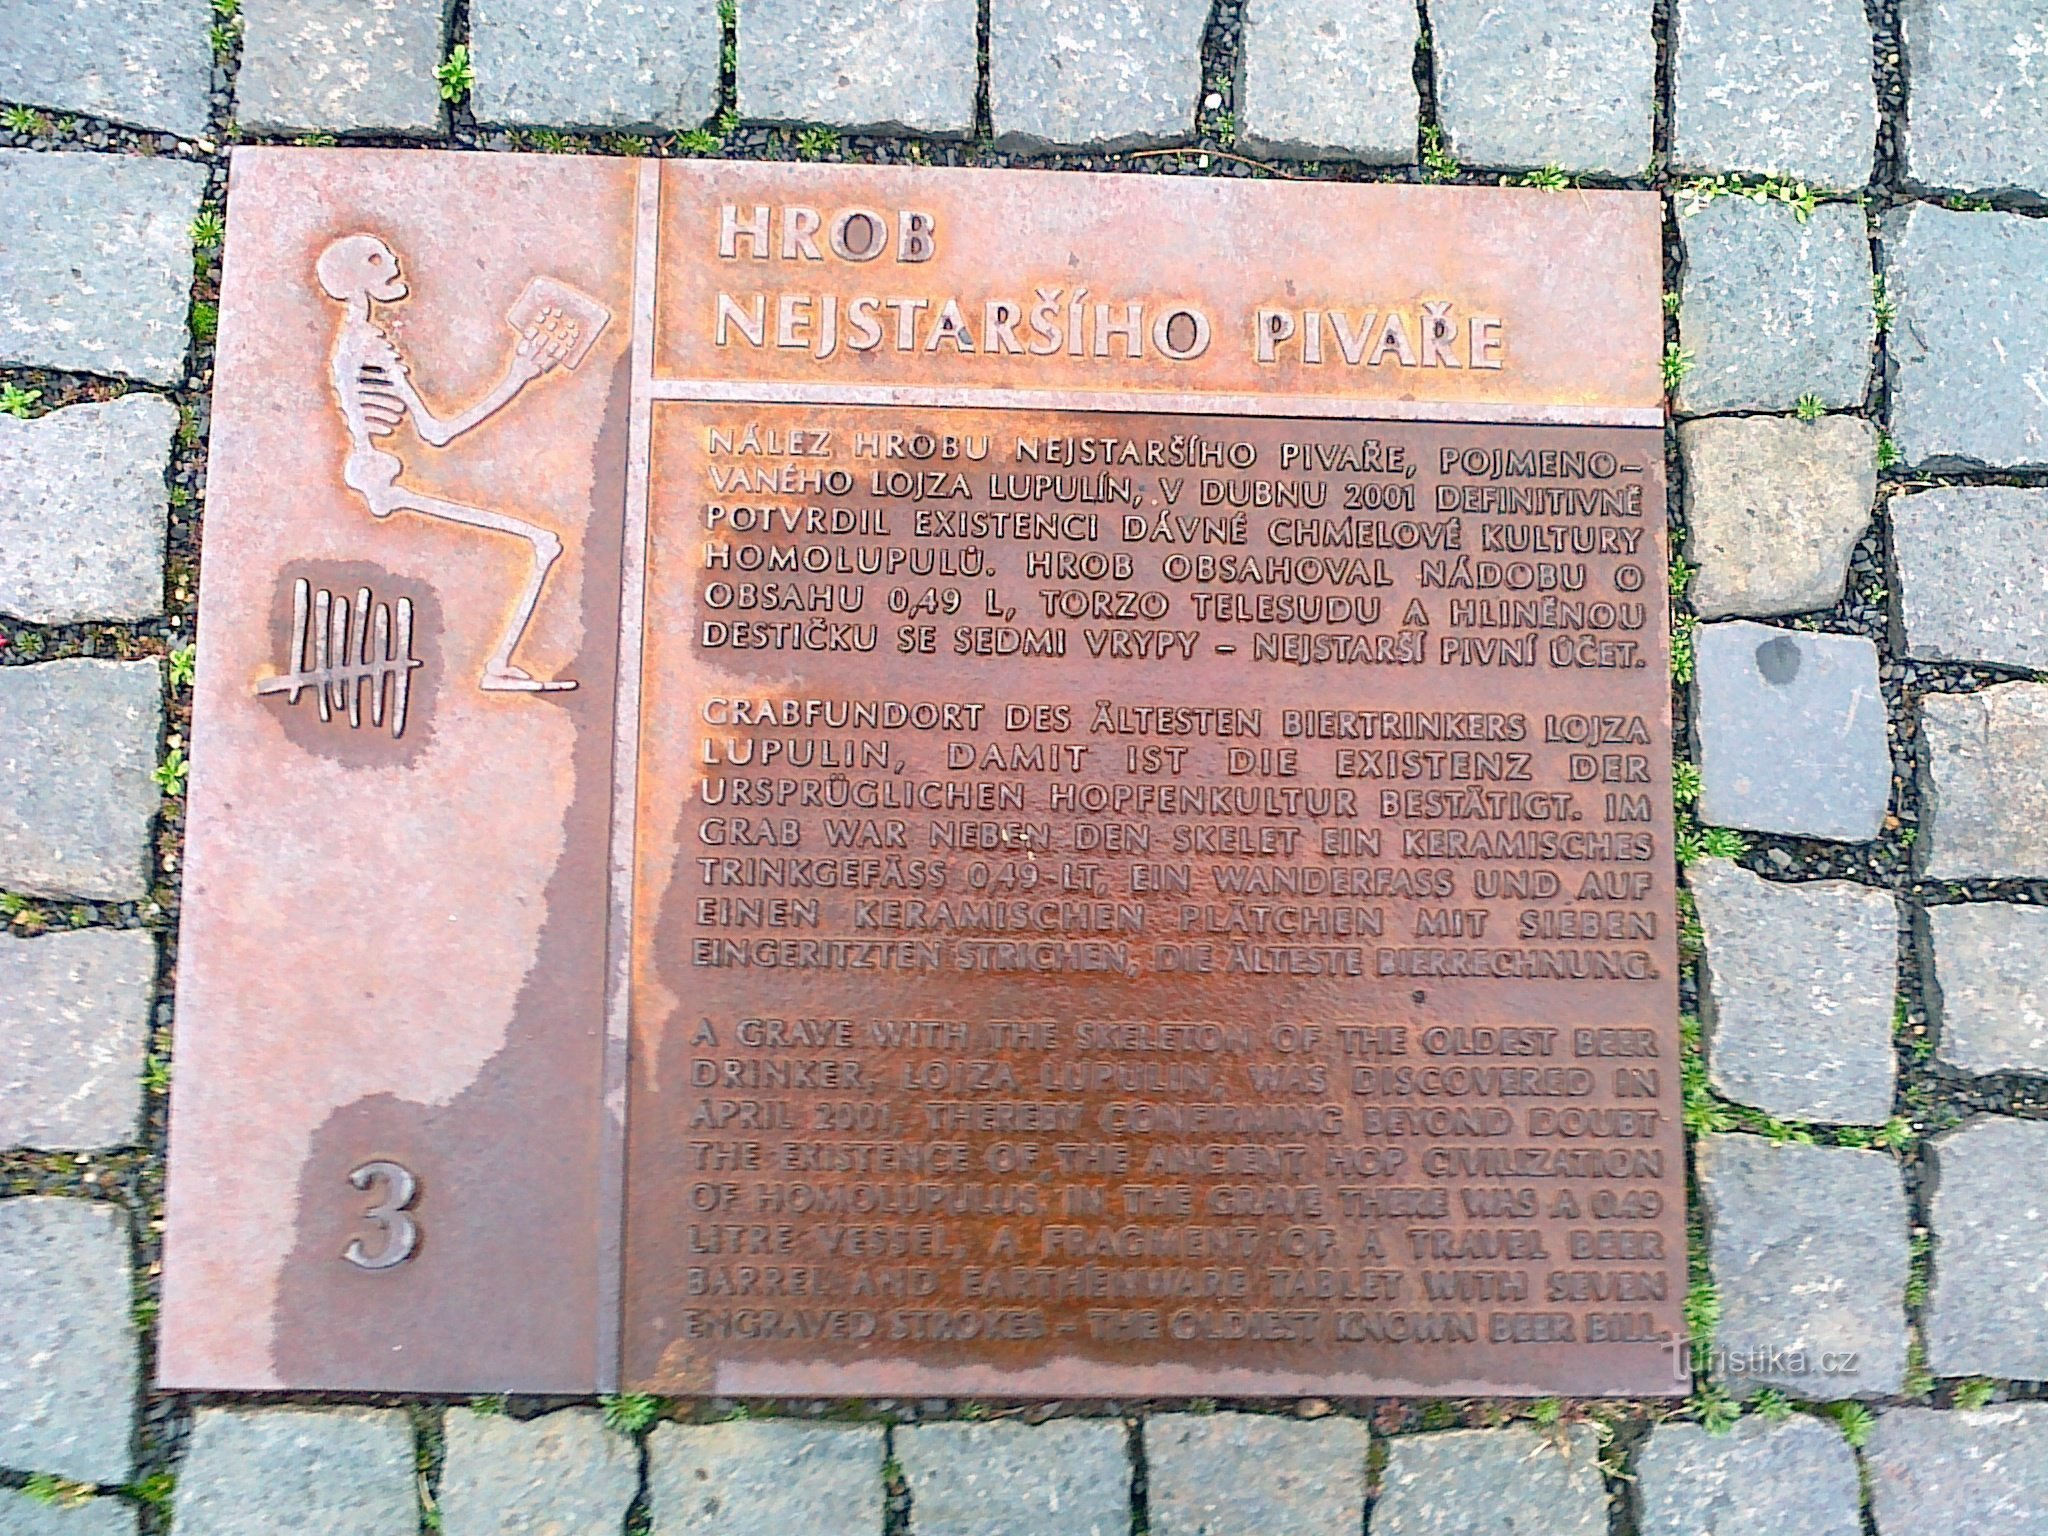 HROB
NEJSTARŠÍHO PIVAŘE
NÁLEZ HROBU NEJSTARŠÍHO PIVAŘE, POJMENO–
VANÉHO LOJZA LUPULÍN, V DUBNU 2001 DEFINITIVNĚ
POTVRDIL EXISTENCI DÁVNÉ CHMELOVÉ KULTURY
HOMOLUPULŮ. HROB OBSAHOVAL NÁDOBU O
OBSAHU 0,49 L, TORZO TELESUDU A HLINĚNOU
DESTIČKU SE SEDMI VRYPY – NEJSTARŠÍ PIVNÍ ÚČET.
GRABFUNDORT DES ÄLTESTEN BIERTRINKERS LOJZA
LUPULIN, DAMIT IST DIE EXISTENZ DER
URSPRÜGLICHEN HOPFENKULTUR BESTÄTIGT. IM
GRAB WAR NEBEN DEN SKELET EIN KERAMISCHES
TRINKGEFÄSS 0,49-LT, EIN WANDERFASS UND AUF
EINEN KERAMISCHEN PLÄTCHEN MIT SIEBEN
EINGERITZTEN STRICHEN, DIE ÄLTESTE BIERRECHNUNG.
A GRAVE WITH THE SKELETON OF THE OLDEST BEER
DRINKER, LOJZA LUPULIN, WAS DISCOVERED IN
APRIL 2001, THEREBY CONFIRMING BEYOND DOUBT
THE EXISTENCE OF THE ANCIENT HOP CIVILIZATION
OF HOMOLUPULUS. IN THE GRAVE THERE WAS A 0.49
LITRE VESSEL, A FRAGMENT OF A TRAVEL BEER
BARREL AND EARTHENWARE TABLET WITH SEVEN
ENGRAVED STROKES – THE OLDIEST KNOWN BEER BILL.
3
Turistika.cz